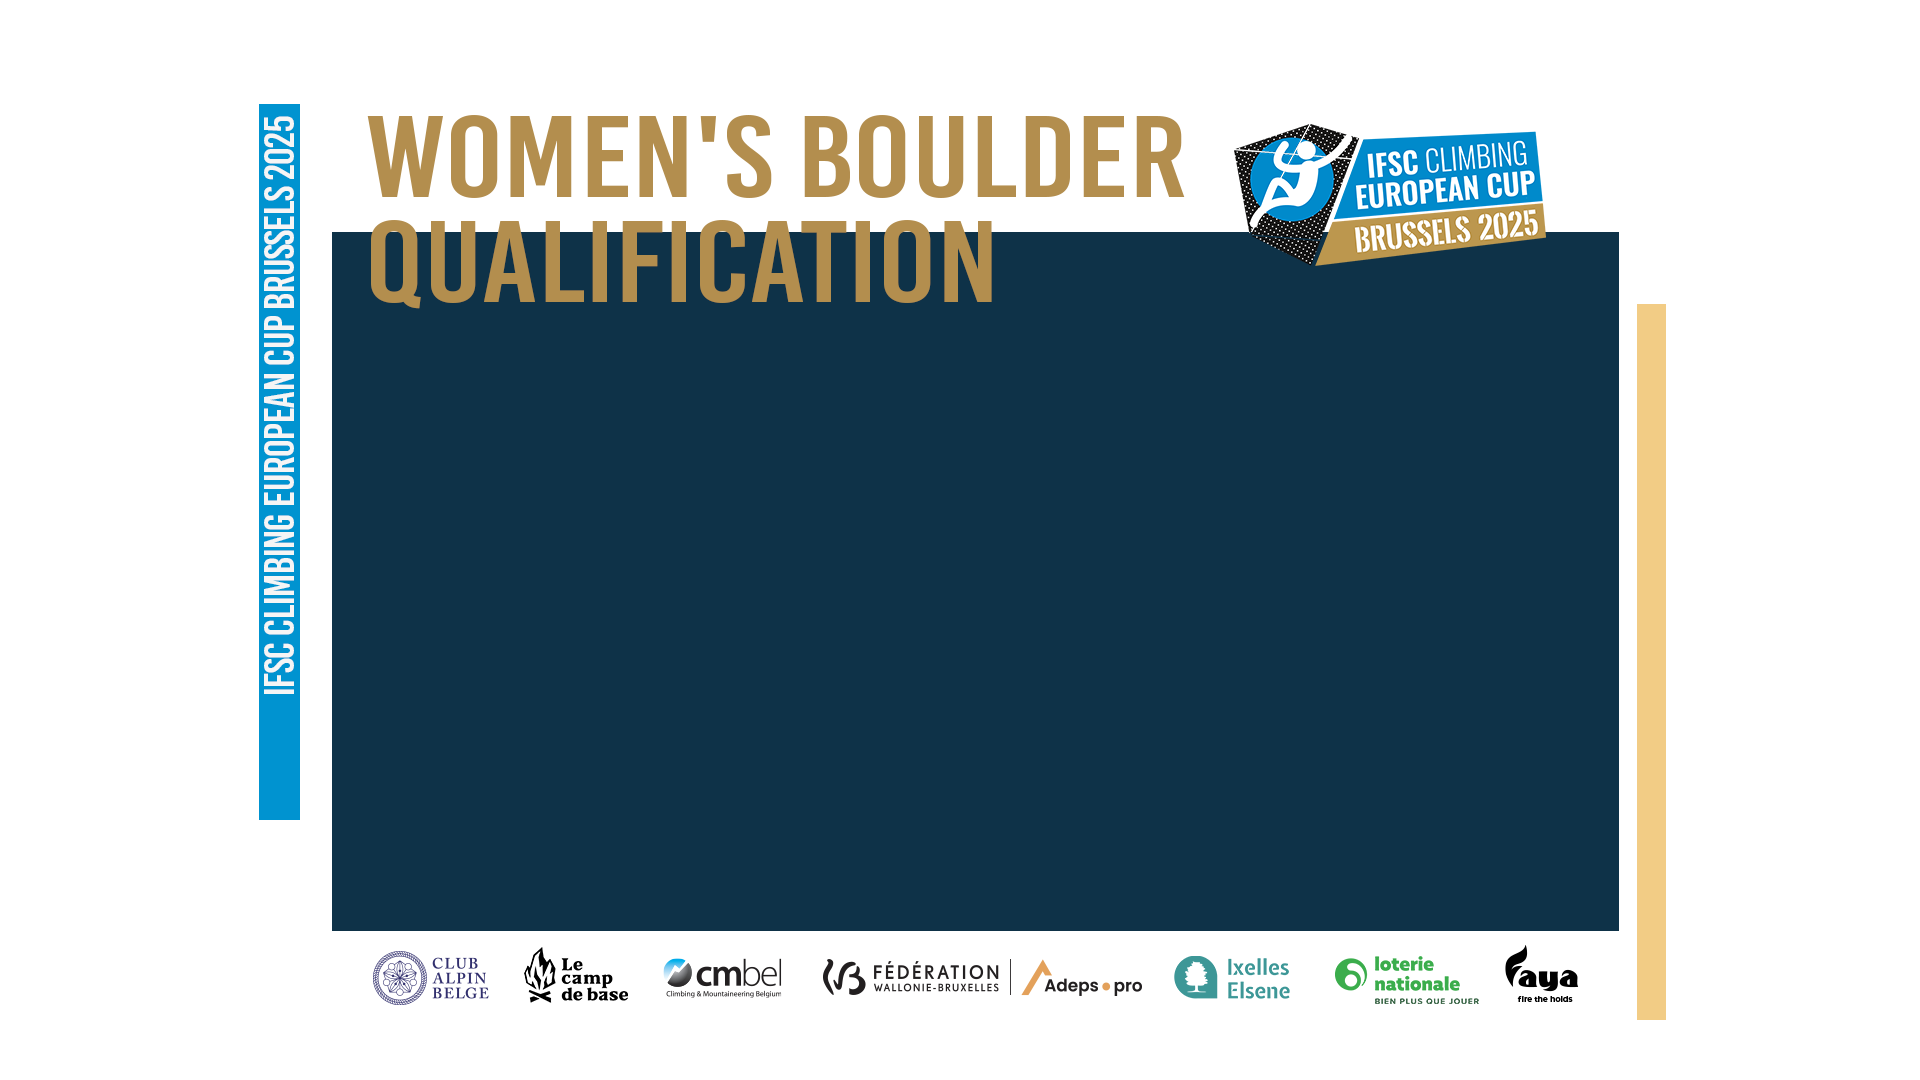 IFSC CLIMBING EUROPEAN CUP BRUSSELS 2025
WOMEN'S BOULDER
QUALIFICATION
IFSC CLIMBING
EUROPEAN CUP
BRUSSELS 2025
CLUB
ALPIN
BELGE
Le
camp
de base
cmbel
Climbing & Mountaineering Belgium
FÉDÉRATION
WALLONIE-BRUXELLES
Adeps pro
Ixelles
Elsene
loterie
nationale
BIEN PLUS QUE JOUER
Faya
fire the holds